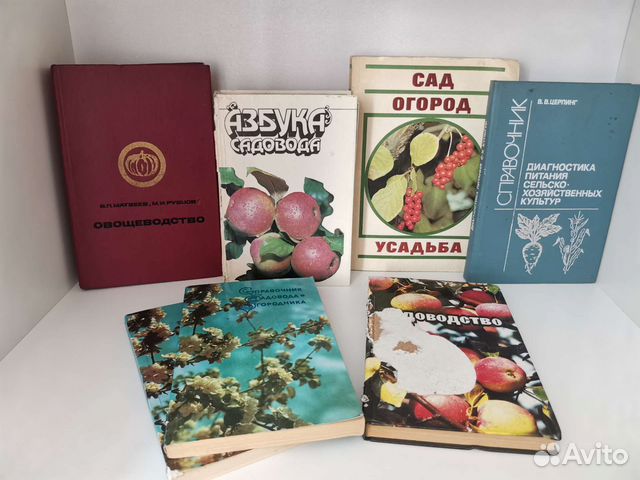 В.П. МАТВЕЕВ, М.И. РУБЦОВ
ОВОЩЕВОДСТВО
АЗБУКА
САДОВОДА
САД
ОГОРОД
УСАДЬБА
СПРАВОЧНИК
В. В. ЦЕРЛИНГ
ДИАГНОСТИКА
ПИТАНИЯ
СЕЛЬСКО-
ХОЗЯЙСТВЕННЫХ
КУЛЬТУР
СПРАВОЧНИК
САДОВОДА И
ОГОРОДНИКА
ДОВОДСТВО
Avito